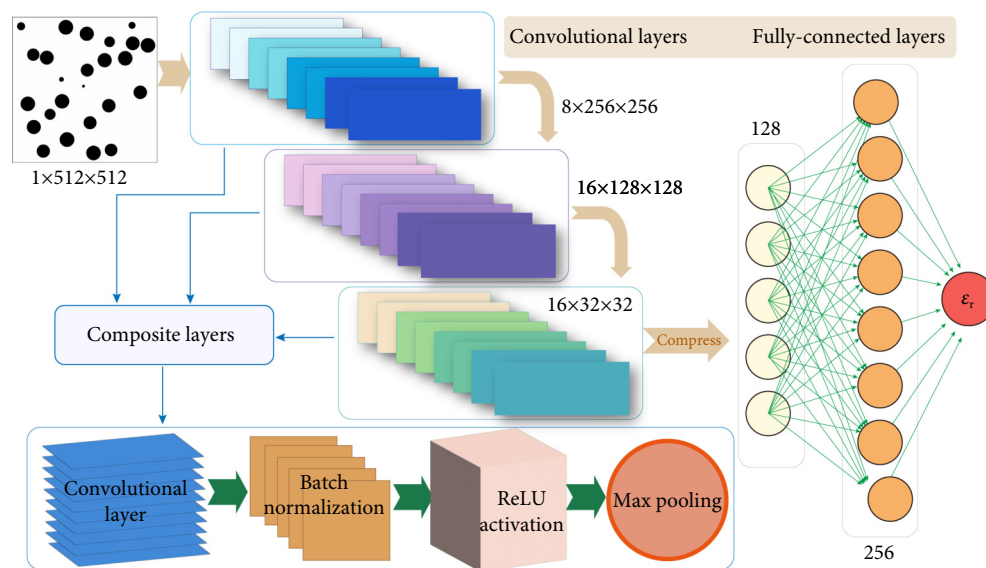 Convolutional layers
Fully-connected layers
1×512×512
8×256×256
128
16×128×128
16×32×32
Composite layers
Compress
εr
Convolutional
layer
Batch
normalization
ReLU
activation
Max pooling
256